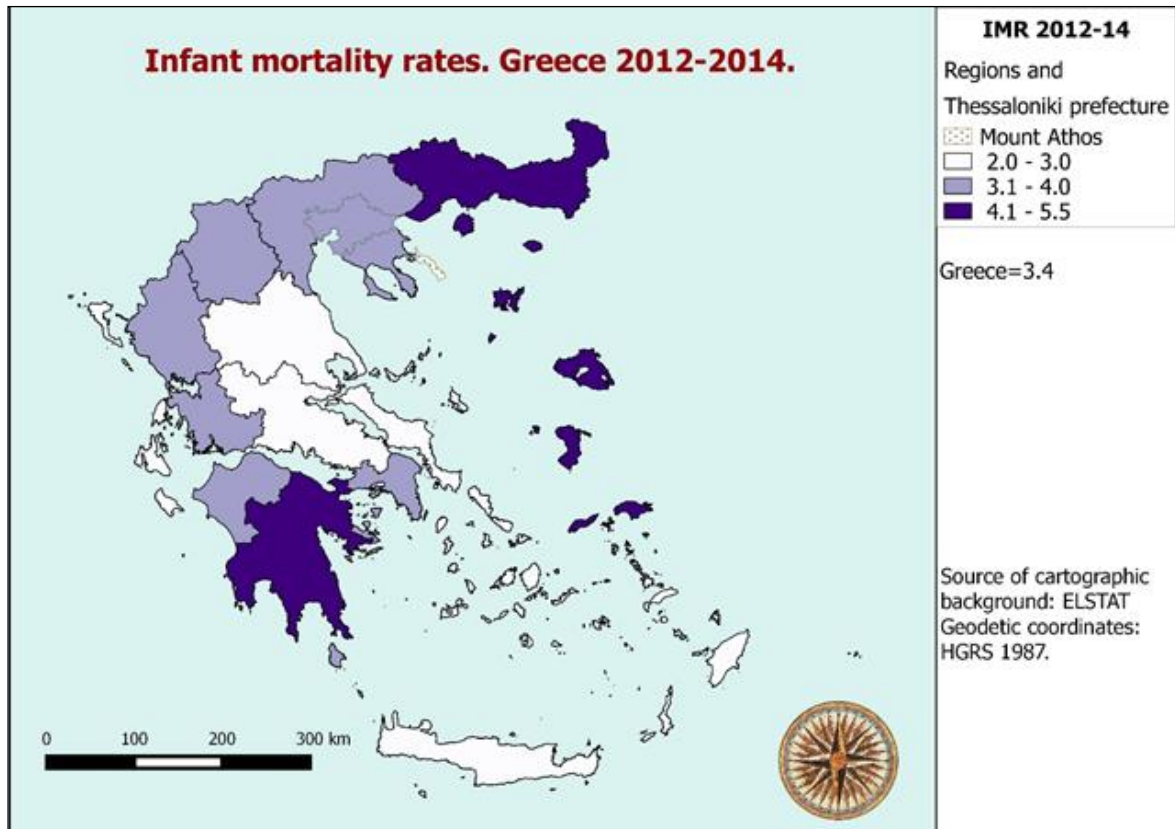 Infant mortality rates. Greece 2012-2014.
IMR 2012-14
Regions and
Thessaloniki prefecture
Mount Athos
2.0 - 3.0
3.1 - 4.0
4.1 - 5.5
Greece=3.4
Source of cartographic
background: ELSTAT
Geodetic coordinates:
HGRS 1987.
0 100 200 300 km